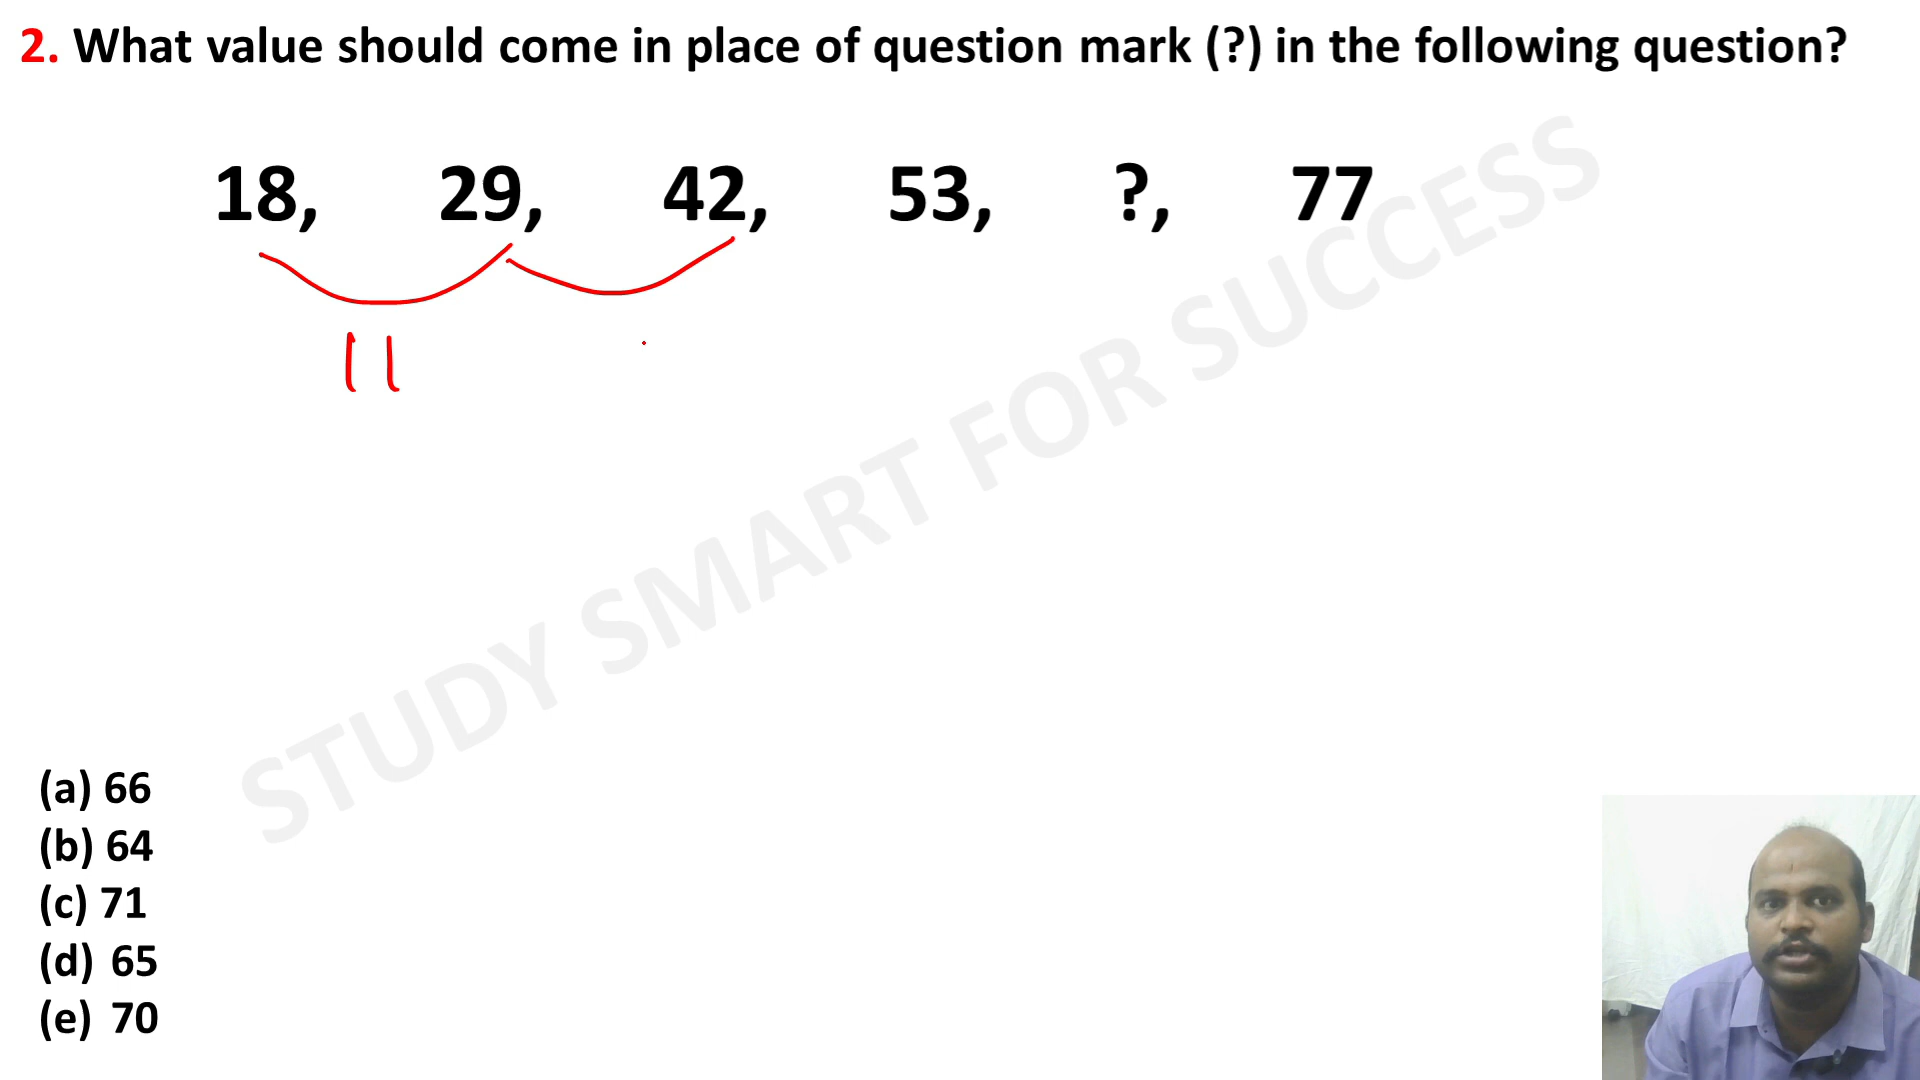 2. What value should come in place of question mark (?) in the following question?
18, 29, 42, 53, ?, 77
11
STUDY SMART FOR SUCCESS
(a) 66
(b) 64
(c) 71
(d) 65
(e) 70